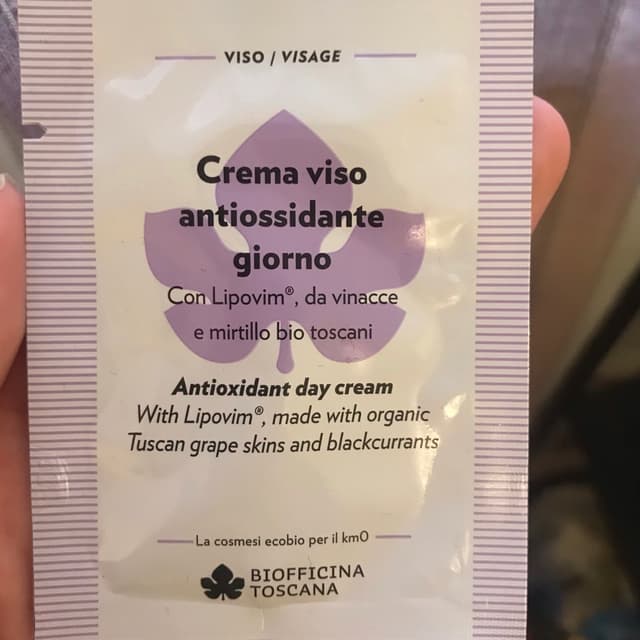 VISO / VISAGE
Crema viso
antiossidante
giorno
Con Lipovim®, da vinacce
e mirtillo bio toscani
Antioxidant day cream
With Lipovim®, made with organic
Tuscan grape skins and blackcurrants
La cosmesi ecobio per il km0
BIOFFICINA
TOSCANA